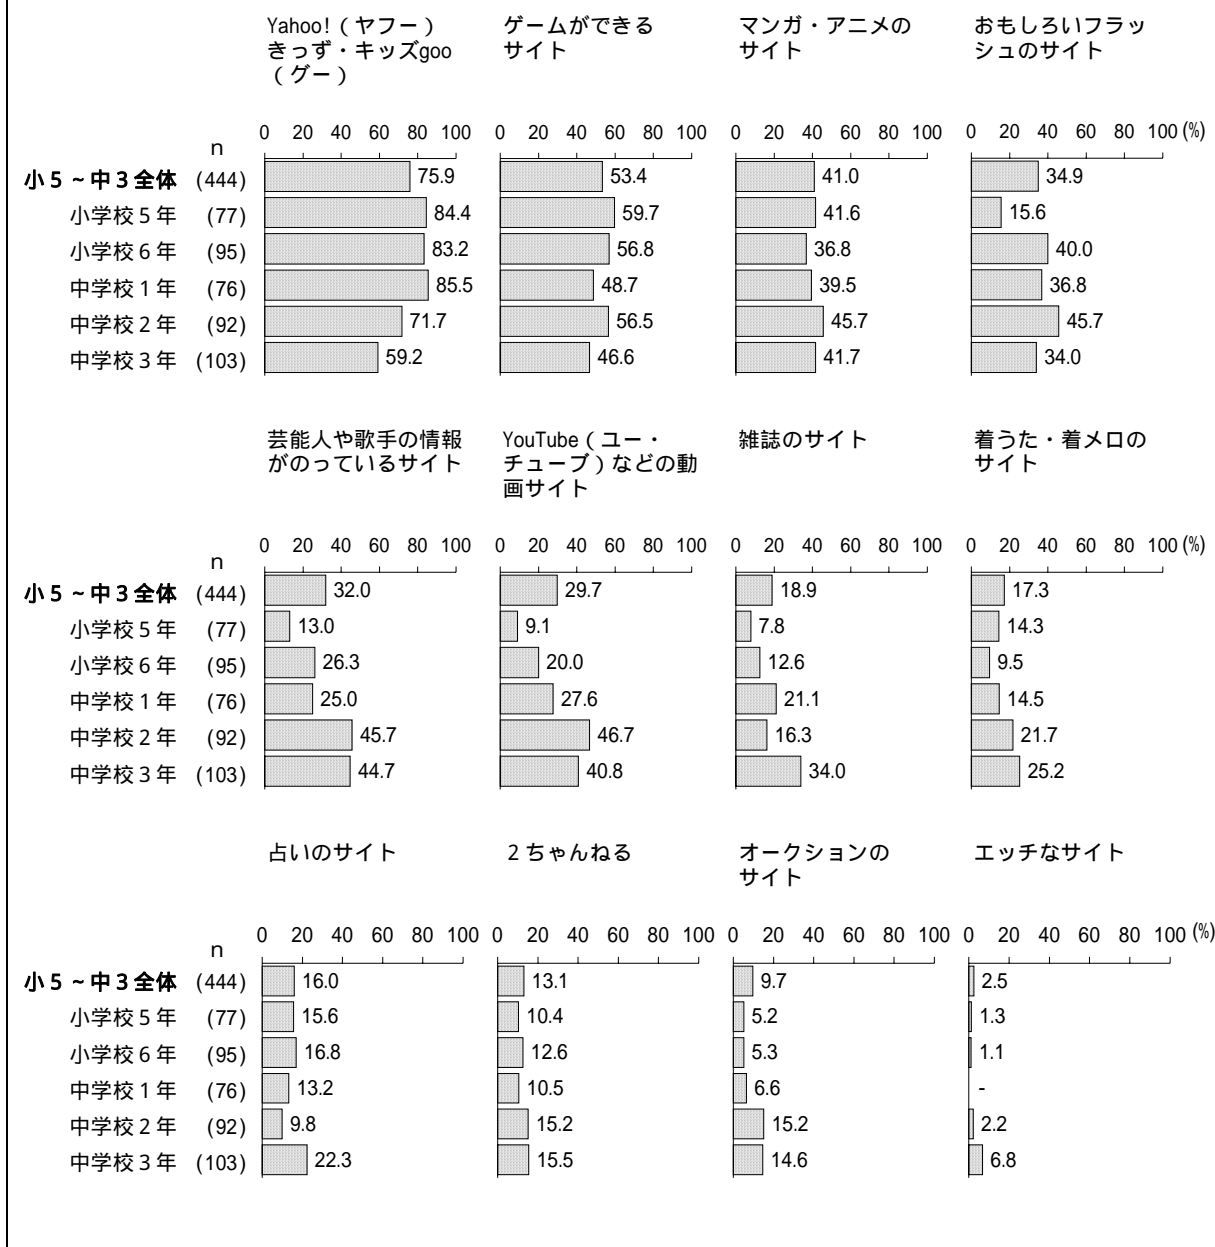 Yahoo!（ヤフー）
きっず・キッズgoo
（グー）
ゲームができる
サイト
マンガ・アニメの
サイト
おもしろいフラッ
シュのサイト
0 20 40 60 80 100 0 20 40 60 80 100 0 20 40 60 80 100 0 20 40 60 80 100 (%)
n
小５～中３全体 (444) 75.9 53.4 41.0 34.9
小学校５年 (77) 84.4 59.7 41.6 15.6
小学校６年 (95) 83.2 56.8 36.8 40.0
中学校１年 (76) 85.5 48.7 39.5 36.8
中学校２年 (92) 71.7 56.5 45.7 45.7
中学校３年 (103) 59.2 46.6 41.7 34.0
芸能人や歌手の情報
がのっているサイト
YouTube（ユー・
チューブ）などの動
画サイト
雑誌のサイト
着うた・着メロの
サイト
0 20 40 60 80 100 0 20 40 60 80 100 0 20 40 60 80 100 0 20 40 60 80 100 (%)
n
小５～中３全体 (444) 32.0 29.7 18.9 17.3
小学校５年 (77) 13.0 9.1 7.8 14.3
小学校６年 (95) 26.3 20.0 12.6 9.5
中学校１年 (76) 25.0 27.6 21.1 14.5
中学校２年 (92) 45.7 46.7 16.3 21.7
中学校３年 (103) 44.7 40.8 34.0 25.2
占いのサイト
２ちゃんねる
オークションの
サイト
エッチなサイト
0 20 40 60 80 100 0 20 40 60 80 100 0 20 40 60 80 100 0 20 40 60 80 100 (%)
n
小５～中３全体 (444) 16.0 13.1 9.7 2.5
小学校５年 (77) 15.6 10.4 5.2 1.3
小学校６年 (95) 16.8 12.6 5.3 1.1
中学校１年 (76) 13.2 10.5 6.6 -
中学校２年 (92) 9.8 15.2 15.2 2.2
中学校３年 (103) 22.3 15.5 14.6 6.8